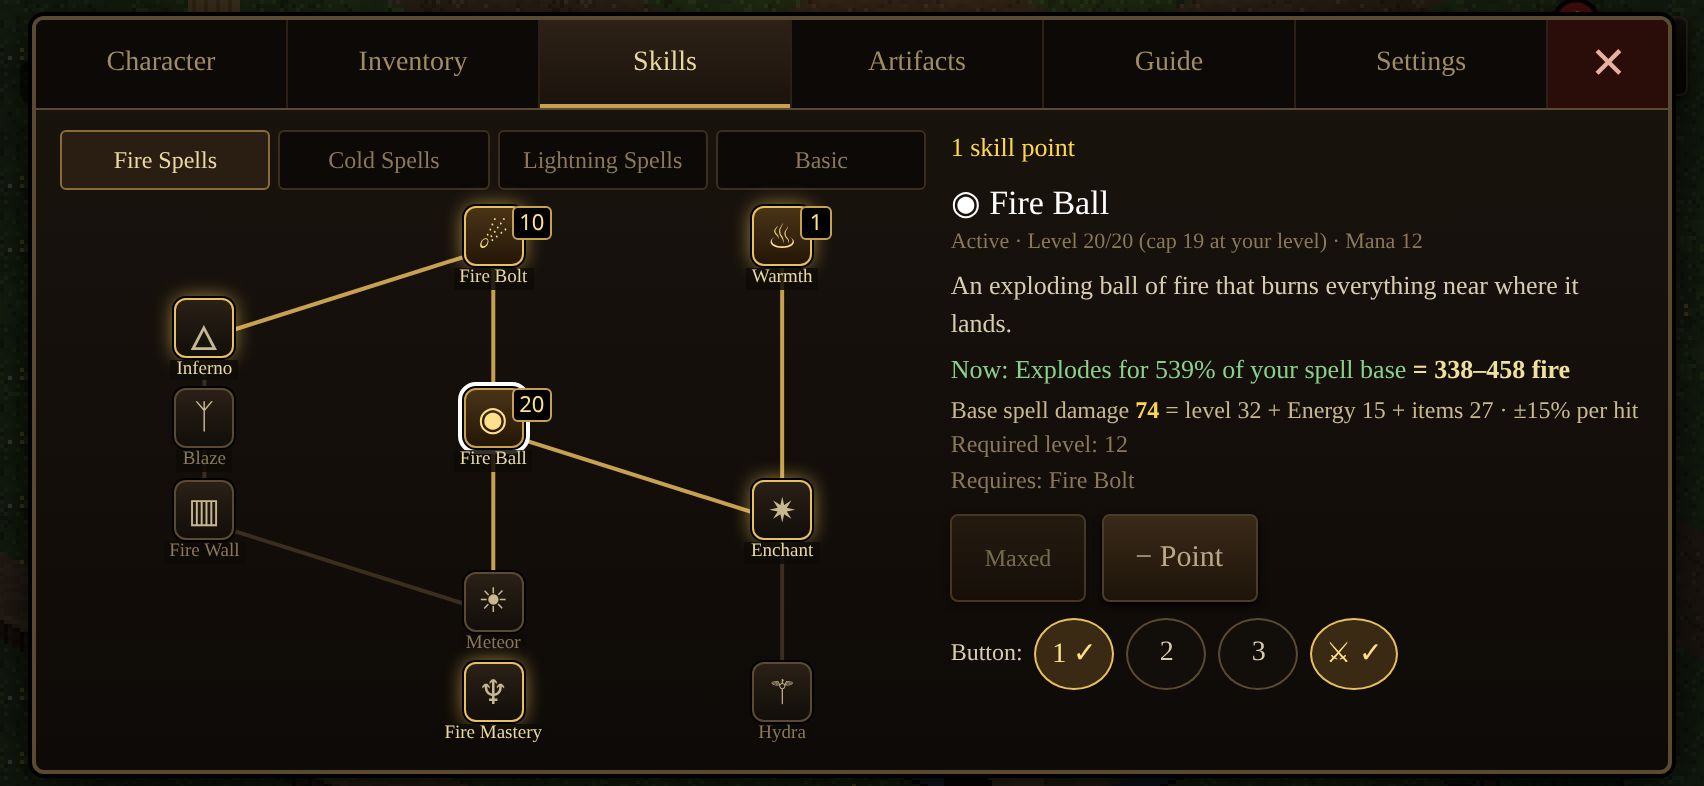 Character
Inventory
Skills
Artifacts
Guide
Settings
✕
Fire Spells
Cold Spells
Lightning Spells
Basic
10
Fire Bolt
1
Warmth
Inferno
Blaze
20
Fire Ball
Fire Wall
Enchant
Meteor
Fire Mastery
Hydra
1 skill point
◉ Fire Ball
Active · Level 20/20 (cap 19 at your level) · Mana 12
An exploding ball of fire that burns everything near where it
lands.
Now: Explodes for 539% of your spell base = 338–458 fire
Base spell damage 74 = level 32 + Energy 15 + items 27 · ±15% per hit
Required level: 12
Requires: Fire Bolt
Maxed
− Point
Button: 1 ✓ 2 3 ⚔ ✓